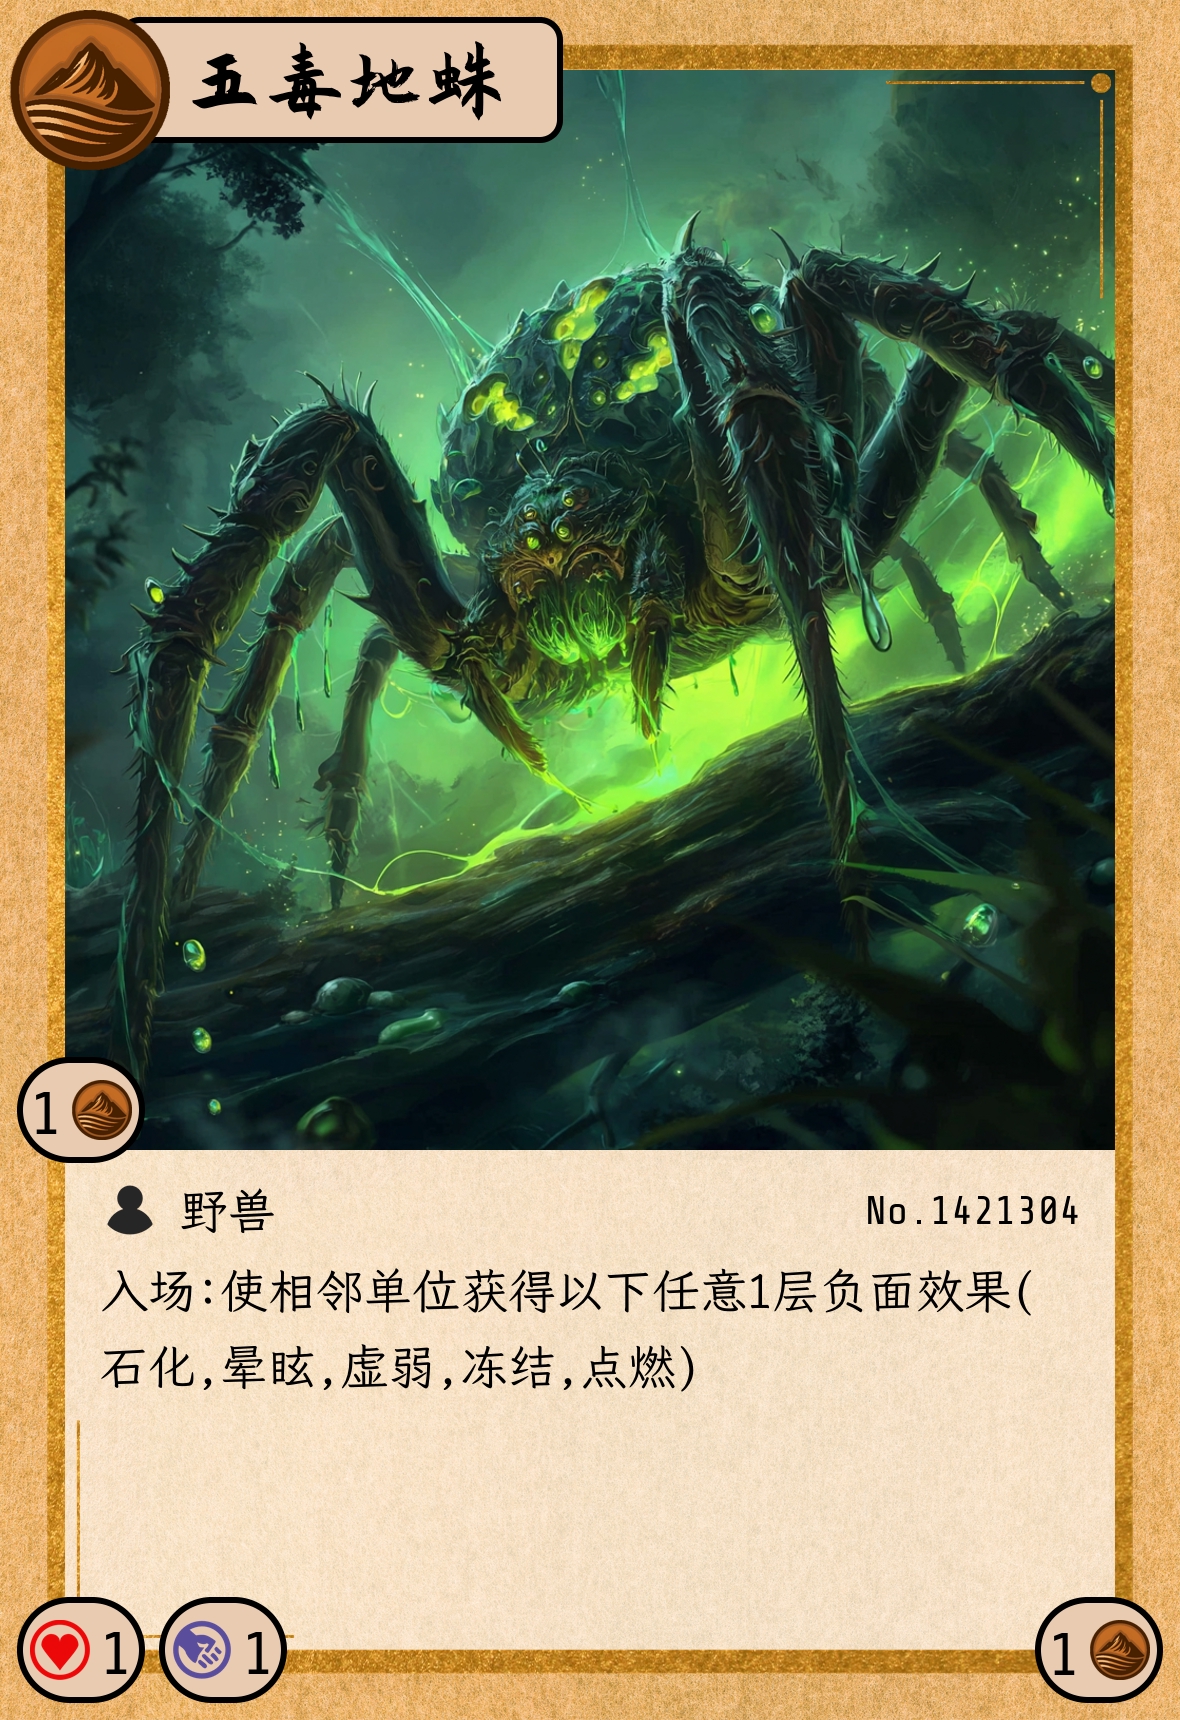 五毒地蛛
1
野兽
No.1421304
入场:使相邻单位获得以下任意1层负面效果(
石化,晕眩,虚弱,冻结,点燃)
1
1
1